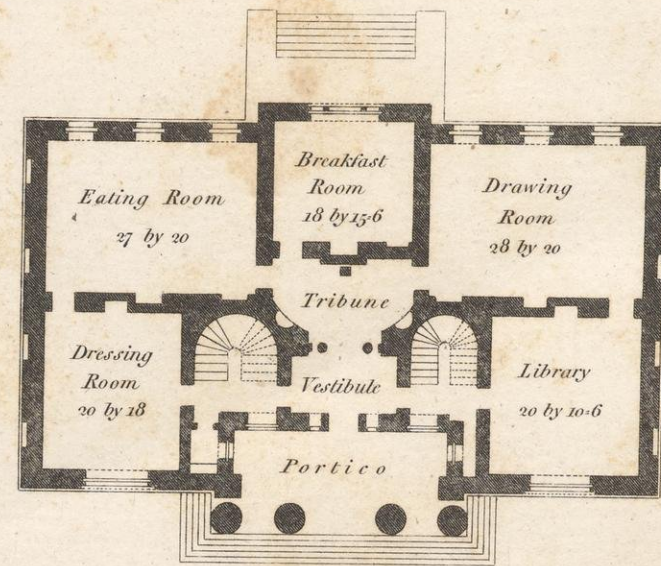 Eating Room
27 by 20
Breakfast
Room
18 by 15=6
Drawing
Room
28 by 20
Tribune
Dressing
Room
20 by 18
Vestibule
Library
20 by 10=6
Portico